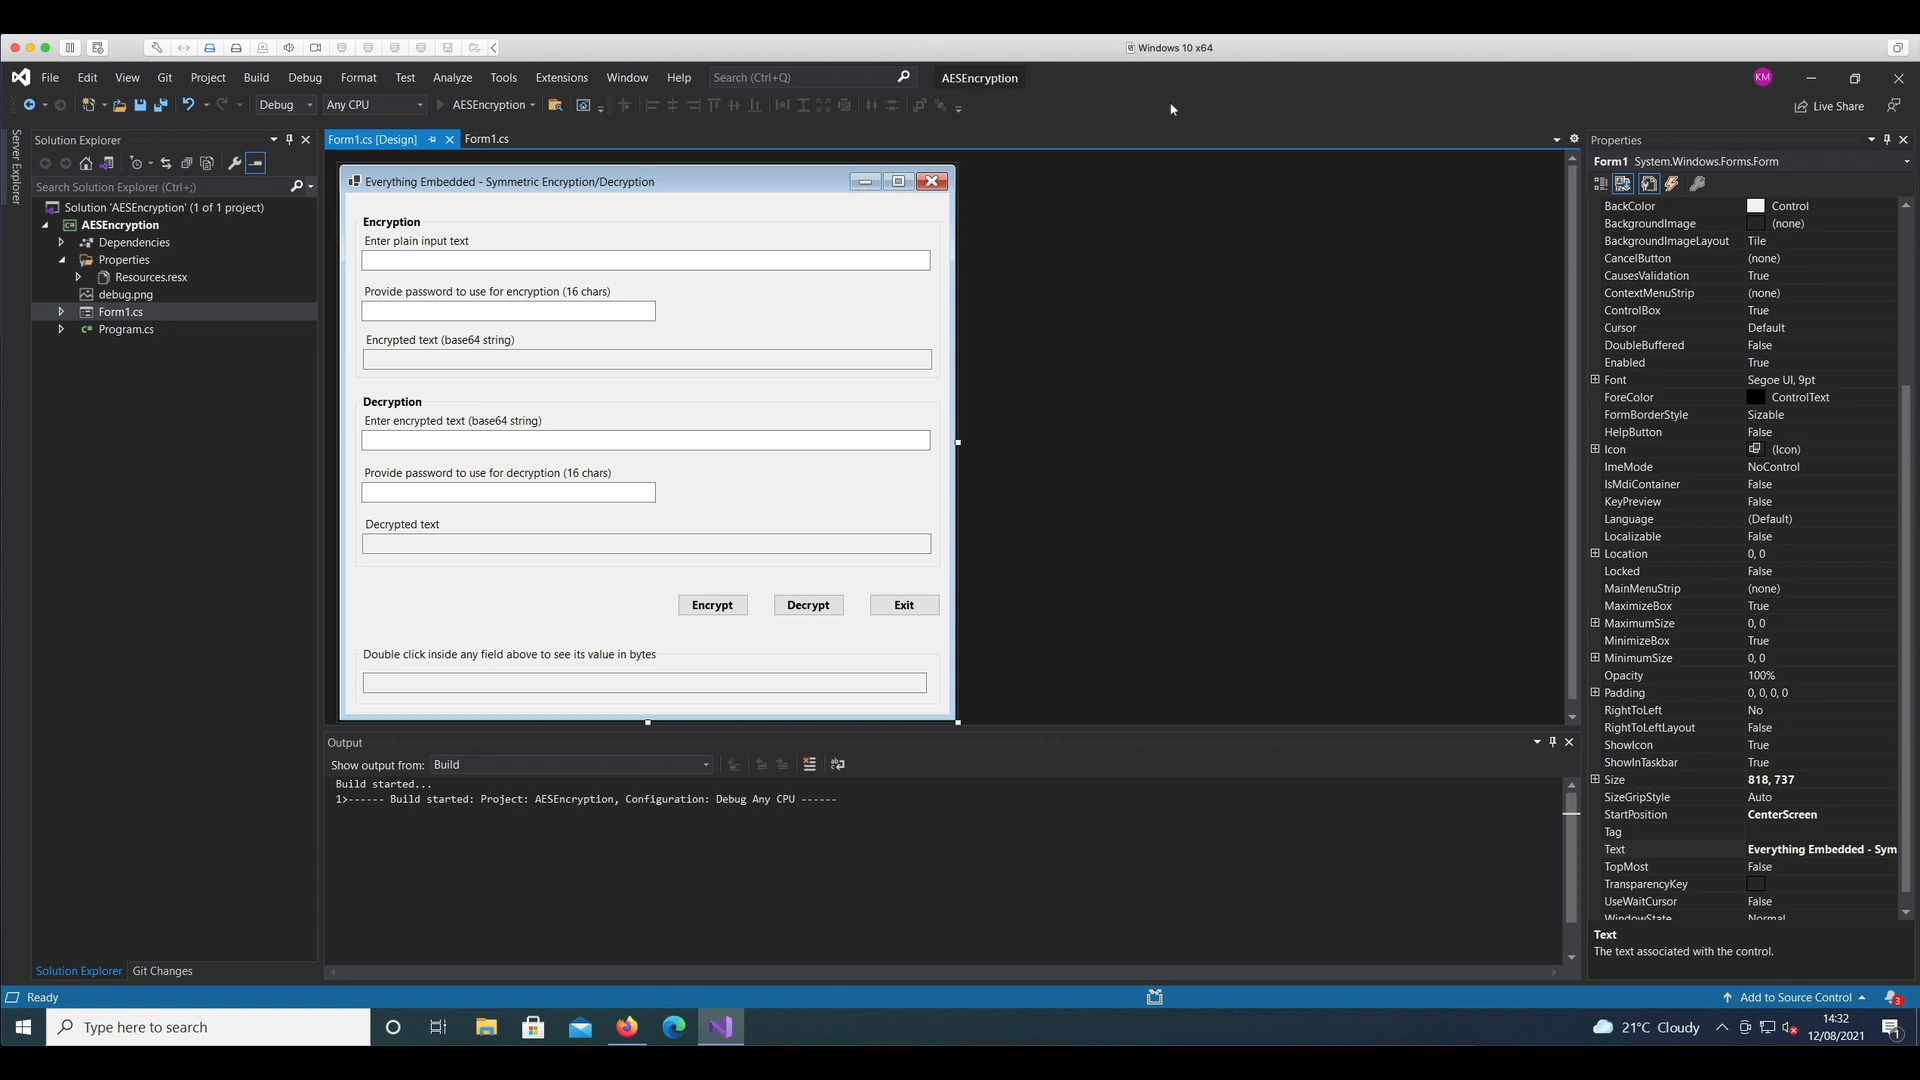 Windows 10 x64
File Edit View Git Project Build Debug Format Test Analyze Tools Extensions Window Help Search (Ctrl+Q) AESEncryption KM
Debug Any CPU AESEncryption Live Share
Server Explorer
Solution Explorer
Search Solution Explorer (Ctrl+;)
Solution 'AESEncryption' (1 of 1 project)
AESEncryption
Dependencies
Properties
Resources.resx
debug.png
Form1.cs
Program.cs
Solution Explorer Git Changes
Form1.cs [Design] Form1.cs
Everything Embedded - Symmetric Encryption/Decryption
Encryption
Enter plain input text
Provide password to use for encryption (16 chars)
Encrypted text (base64 string)
Decryption
Enter encrypted text (base64 string)
Provide password to use for decryption (16 chars)
Decrypted text
Encrypt Decrypt Exit
Double click inside any field above to see its value in bytes
Output
Show output from: Build
Build started...
1>------ Build started: Project: AESEncryption, Configuration: Debug Any CPU ------
Properties
Form1 System.Windows.Forms.Form
BackColor Control
BackgroundImage (none)
BackgroundImageLayout Tile
CancelButton (none)
CausesValidation True
ContextMenuStrip (none)
ControlBox True
Cursor Default
DoubleBuffered False
Enabled True
Font Segoe UI, 9pt
ForeColor ControlText
FormBorderStyle Sizable
HelpButton False
Icon (Icon)
ImeMode NoControl
IsMdiContainer False
KeyPreview False
Language (Default)
Localizable False
Location 0, 0
Locked False
MainMenuStrip (none)
MaximizeBox True
MaximumSize 0, 0
MinimizeBox True
MinimumSize 0, 0
Opacity 100%
Padding 0, 0, 0, 0
RightToLeft No
RightToLeftLayout False
ShowIcon True
ShowInTaskbar True
Size 818, 737
SizeGripStyle Auto
StartPosition CenterScreen
Tag
Text Everything Embedded - Sym
TopMost False
TransparencyKey
UseWaitCursor False
WindowState Normal
Text
The text associated with the control.
Ready Add to Source Control 3
Type here to search 21°C Cloudy 14:32
12/08/2021 1